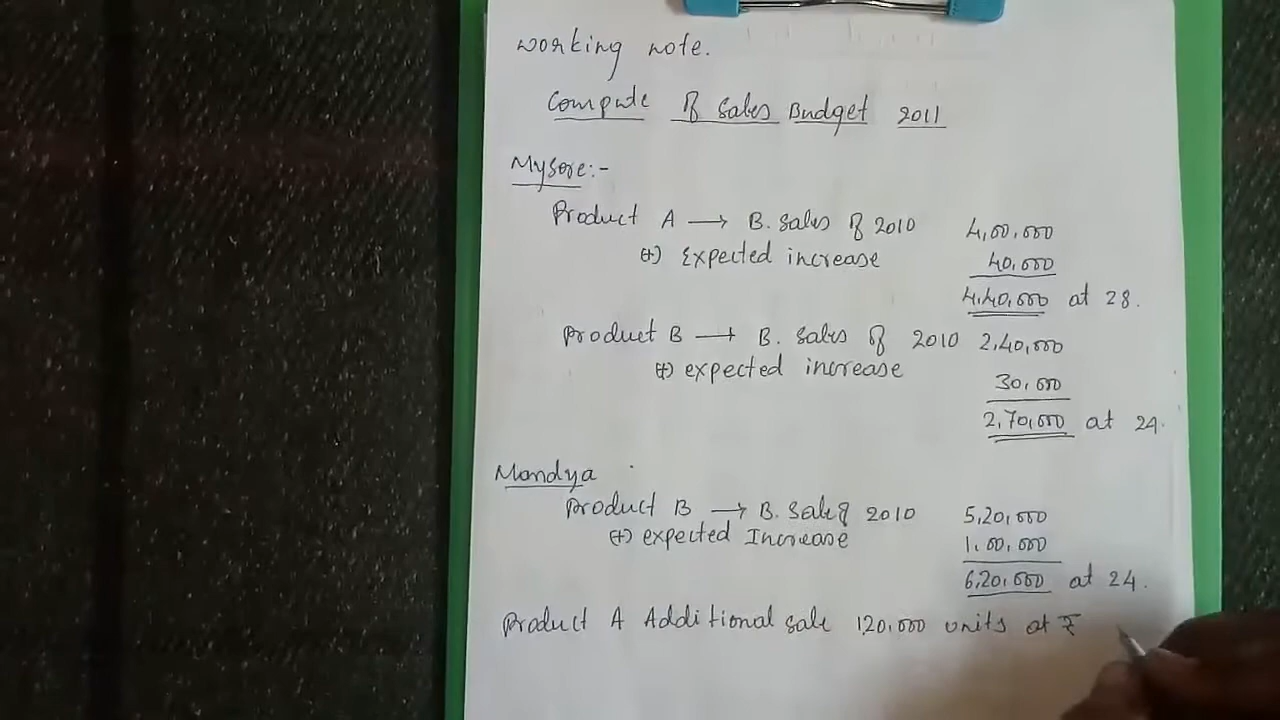 working note.
Compute of Sales Budget 2011
Mysore:-
Product A → B. Sales of 2010 4,00,000
(+) Expected increase 40,000
4,40,000 at 28.
Product B → B. Sales of 2010 2,40,000
(+) expected increase
30,000
2,70,000 at 24.
Mandya
Product B → B. Sale of 2010 5,20,000
(+) expected Increase 1,00,000
6,20,000 at 24.
Product A Additional sale 1,20,000 units at ₹